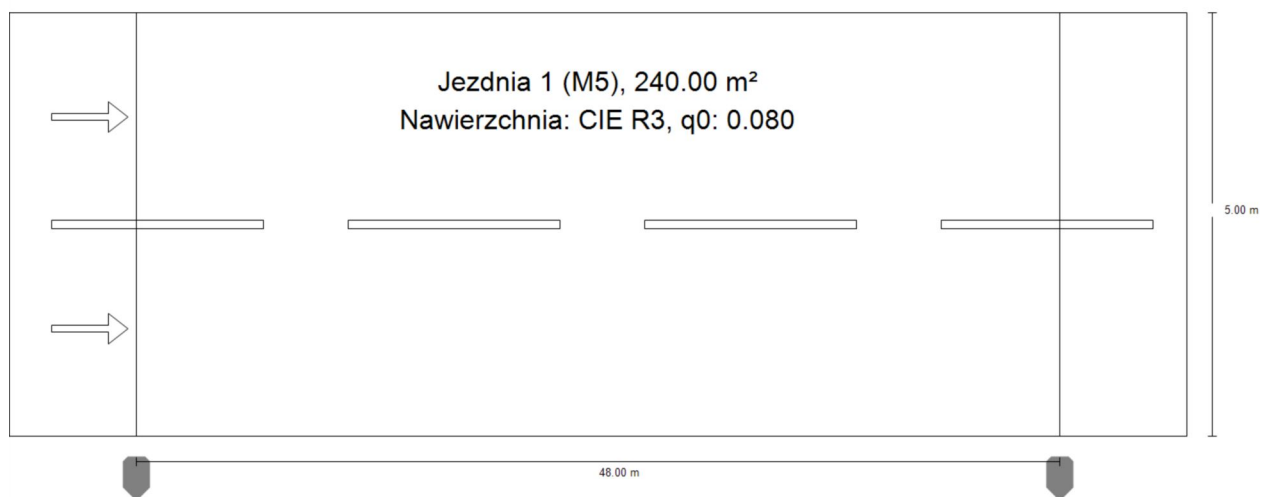 Jezdnia 1 (M5), 240.00 m²
Nawierzchnia: CIE R3, q0: 0.080
5.00 m
48.00 m